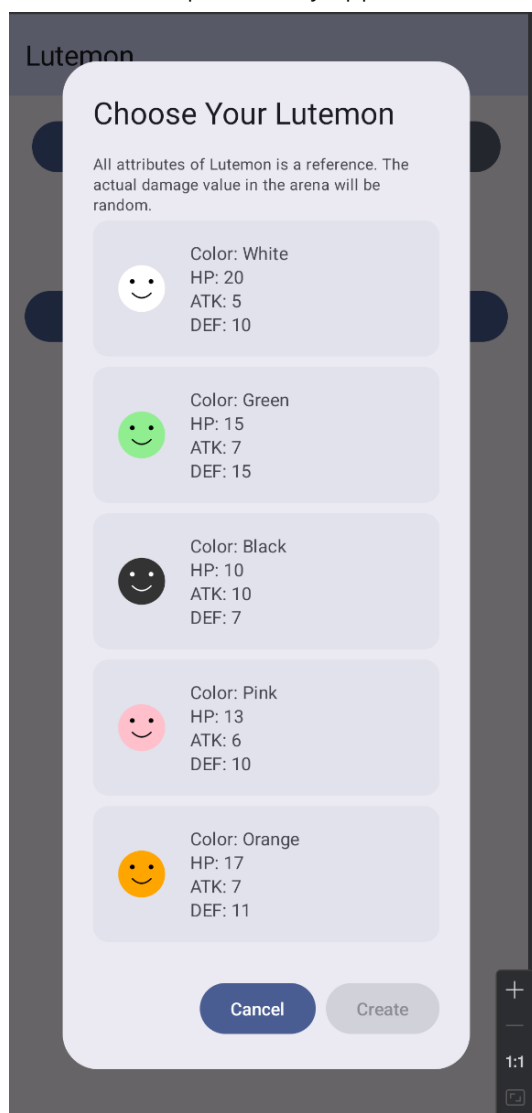 Lutemon
Choose Your Lutemon
All attributes of Lutemon is a reference. The
actual damage value in the arena will be
random.
Color: White
HP: 20
ATK: 5
DEF: 10
Color: Green
HP: 15
ATK: 7
DEF: 15
Color: Black
HP: 10
ATK: 10
DEF: 7
Color: Pink
HP: 13
ATK: 6
DEF: 10
Color: Orange
HP: 17
ATK: 7
DEF: 11
Cancel
Create
1:1